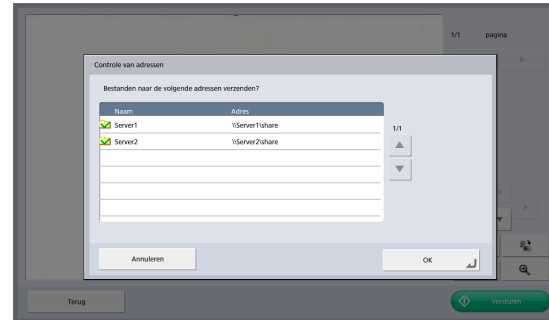 1/1 pagina
Controle van adressen
Bestanden naar de volgende adressen verzenden?
Naam Adres
Server1 \\Server1\share
Server2 \\Server2\share
1/1
Annuleren OK
Terug Versturen